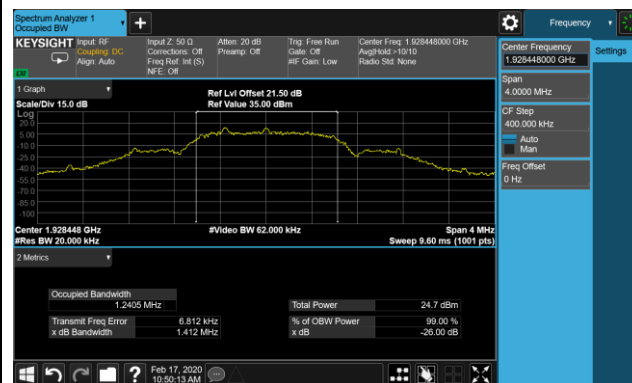 Spectrum Analyzer 1
Occupied BW
Frequency
KEYSIGHT
Input: RF
Coupling: DC
Align: Auto
Input Z: 50 Ω
Corrections: Off
Freq Ref: Int (S)
NFE: Off
Atten: 20 dB
Preamp: Off
Trig: Free Run
Gate: Off
#IF Gain: Low
Center Freq: 1.928448000 GHz
Avg|Hold:>10/10
Radio Std: None
Center Frequency
1.928448000 GHz
Settings
Span
4.0000 MHz
CF Step
400.000 kHz
Auto
Man
Freq Offset
0 Hz
1 Graph
Scale/Div 15.0 dB
Ref Lvl Offset 21.50 dB
Ref Value 35.00 dBm
Log
20.0
5.00
-10.0
-25.0
-40.0
-55.0
-70.0
-85.0
-100
Center 1.928448 GHz
#Res BW 20.000 kHz
#Video BW 62.000 kHz
Span 4 MHz
Sweep 9.60 ms (1001 pts)
2 Metrics
Occupied Bandwidth
1.2405 MHz
Total Power 24.7 dBm
Transmit Freq Error 6.812 kHz
% of OBW Power 99.00 %
x dB Bandwidth 1.412 MHz
x dB -26.00 dB
?
Feb 17, 2020
10:50:13 AM